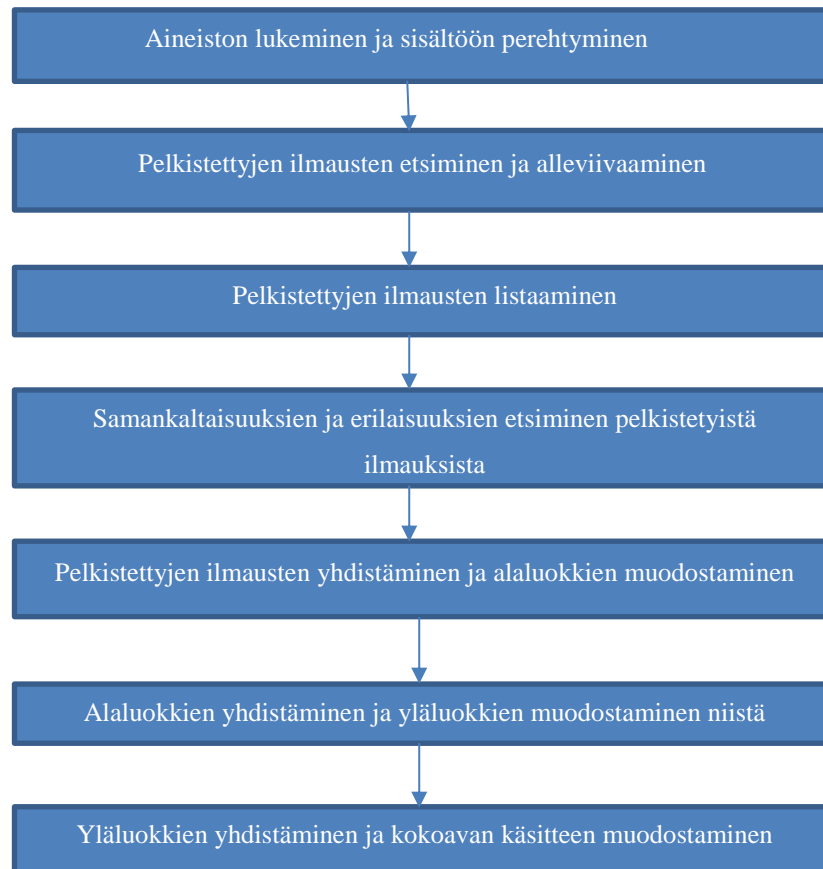 Aineiston lukeminen ja sisältöön perehtyminen
Pelkistettyjen ilmausten etsiminen ja alleviivaaminen
Pelkistettyjen ilmausten listaaminen
Samankaltaisuuksien ja erilaisuuksien etsiminen pelkistetyistä
ilmauksista
Pelkistettyjen ilmausten yhdistäminen ja alaluokkien muodostaminen
Alaluokkien yhdistäminen ja yläluokkien muodostaminen niistä
Yläluokkien yhdistäminen ja kokoavan käsitteen muodostaminen